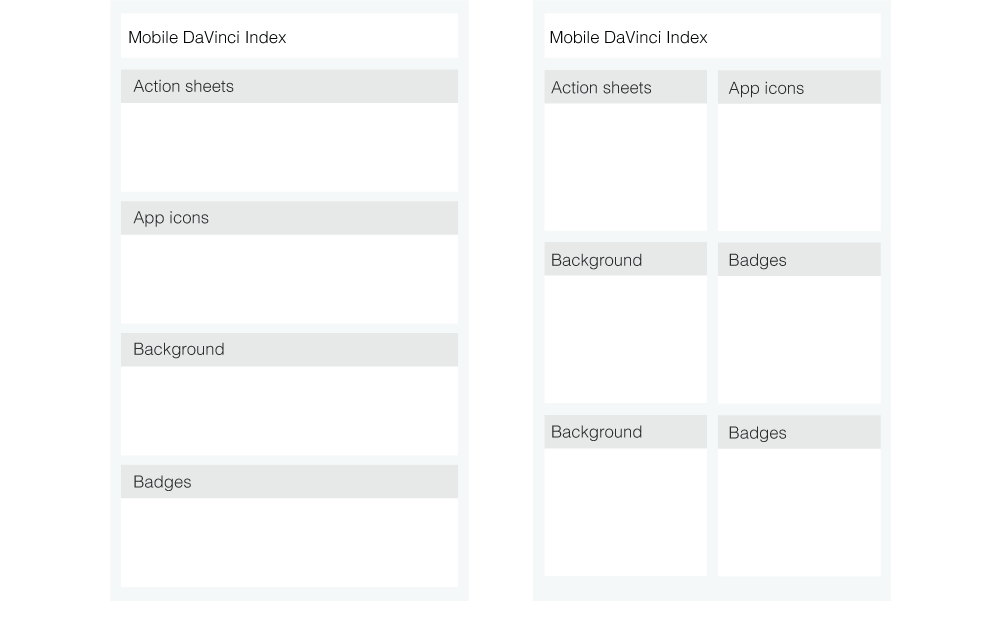 Mobile DaVinci Index
Action sheets
App icons
Background
Badges
Mobile DaVinci Index
Action sheets
App icons
Background
Badges
Background
Badges